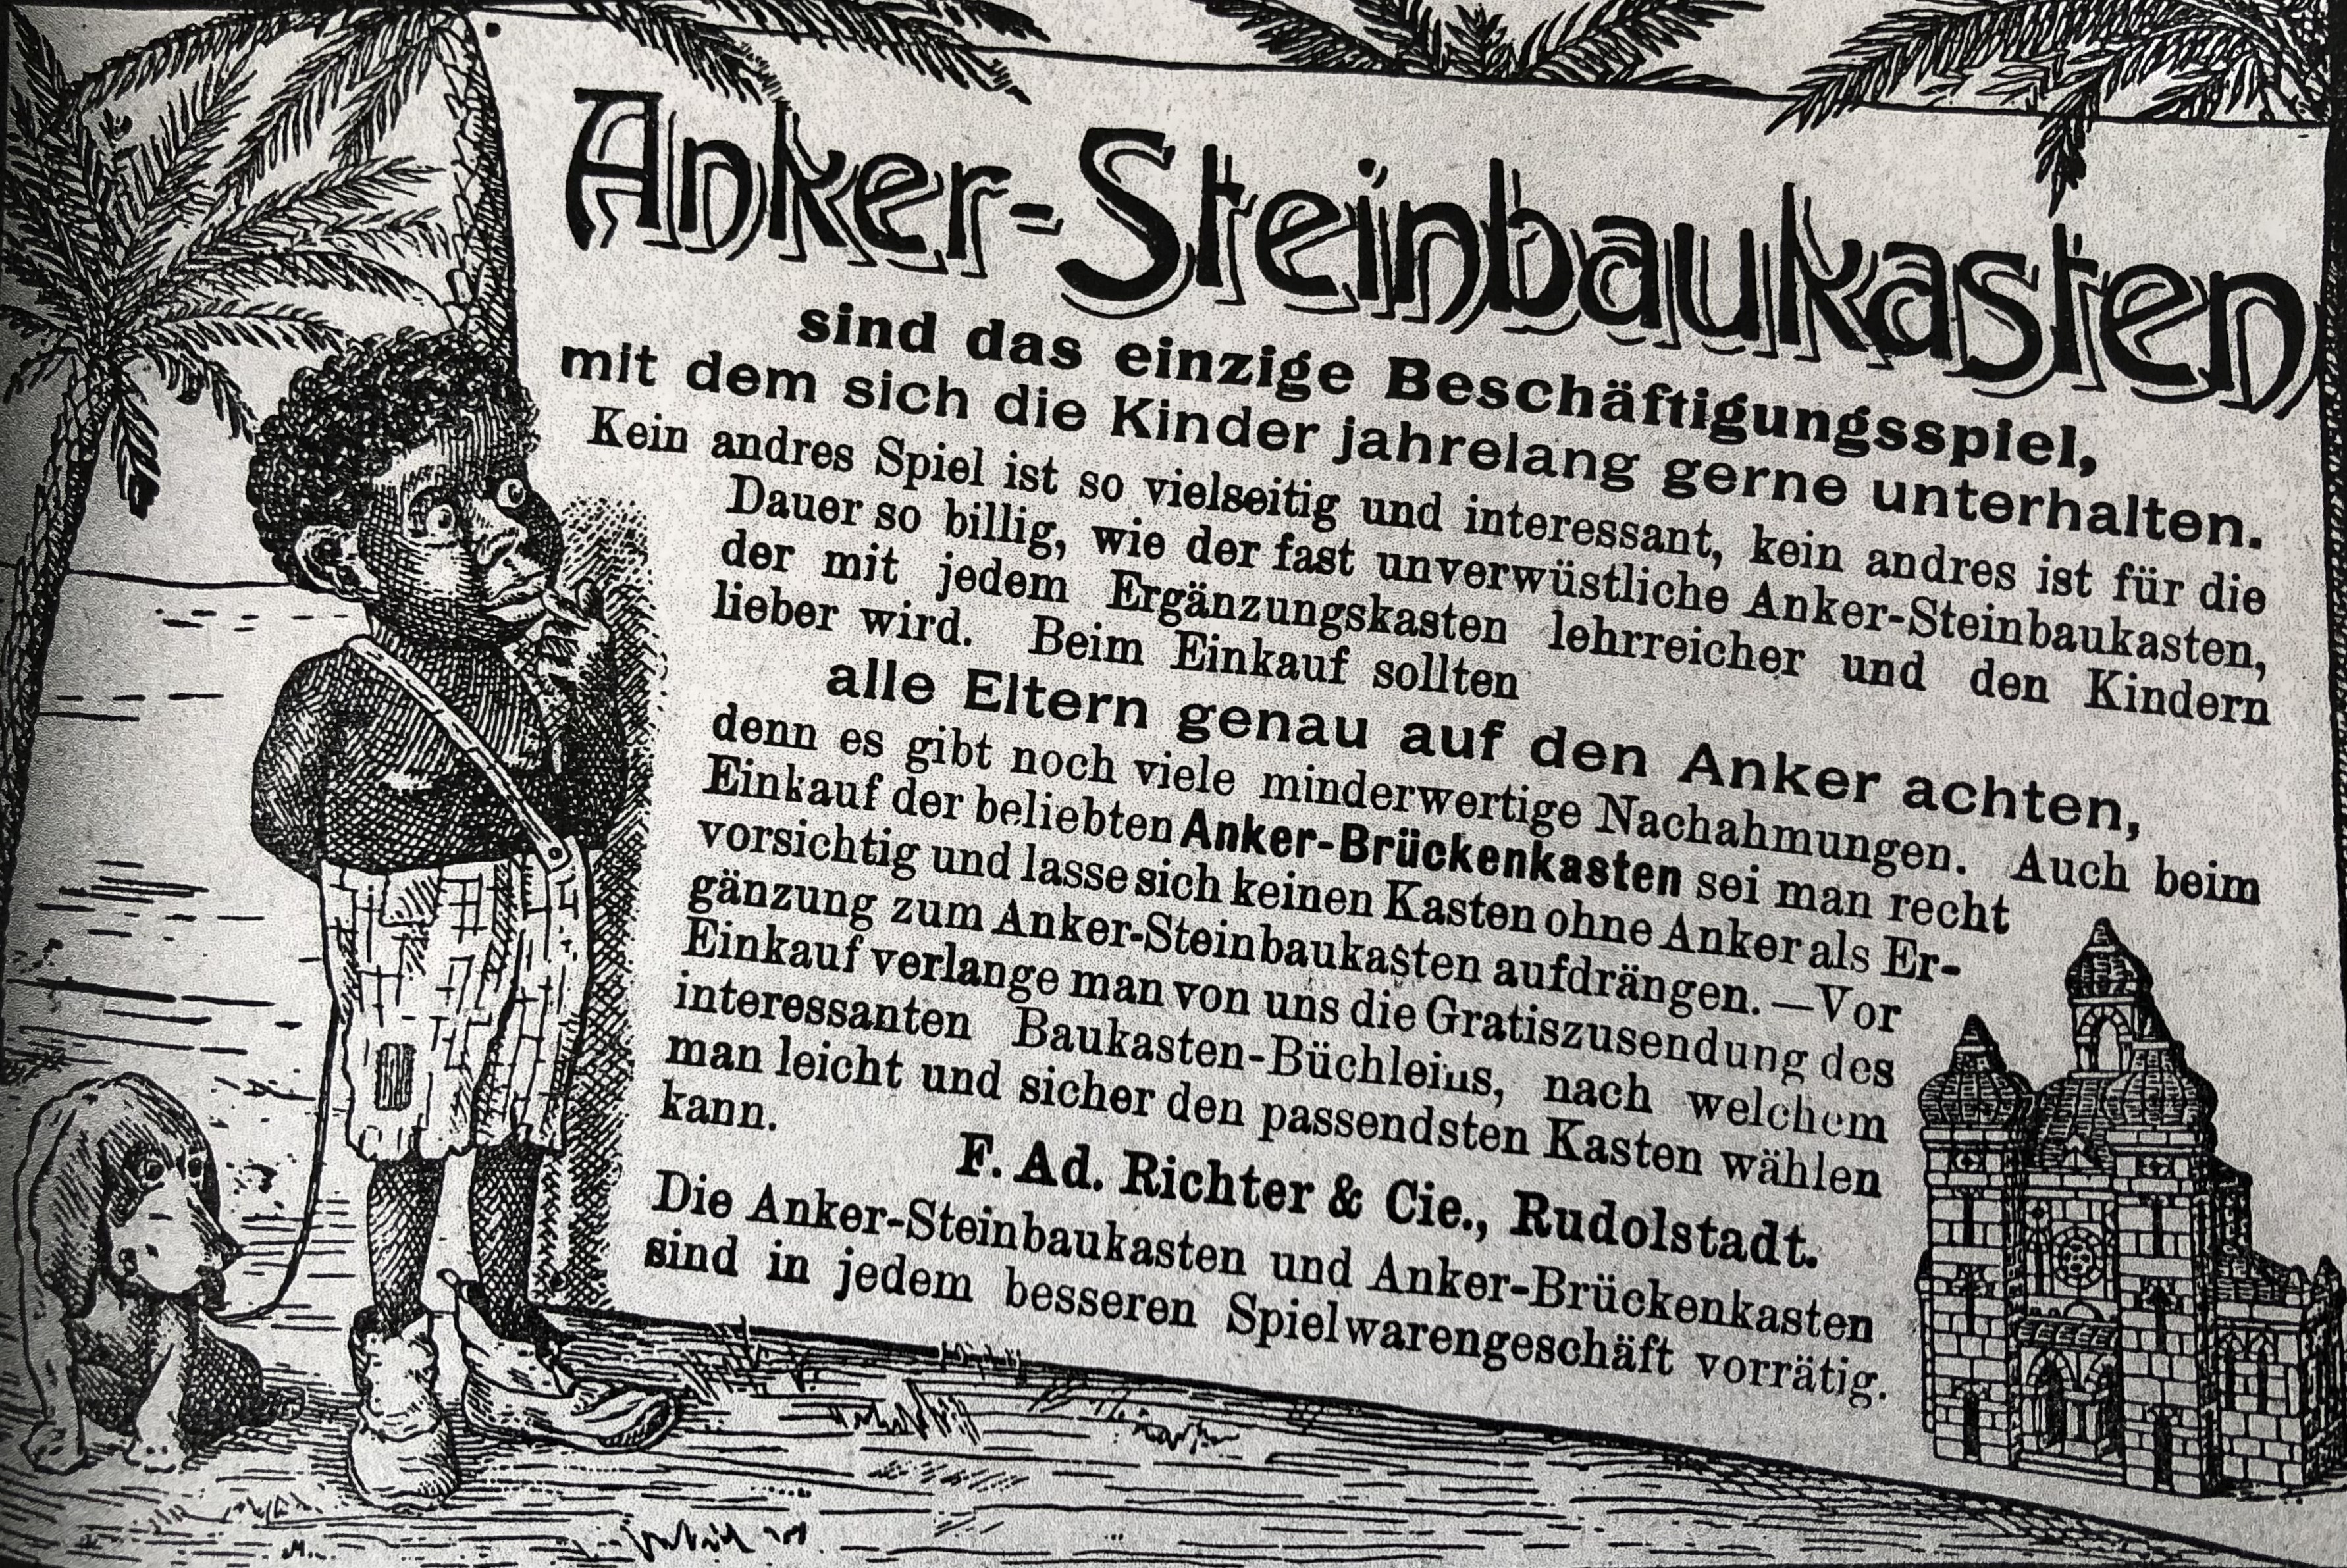 Anker-Steinbaukasten
sind das einzige Beschäftigungsspiel,
mit dem sich die Kinder jahrelang gerne unterhalten.
Kein andres Spiel ist so vielseitig und interessant, kein andres ist für die
Dauer so billig, wie der fast unverwüstliche Anker-Steinbaukasten,
der mit jedem Ergänzungskasten lehrreicher und den Kindern
lieber wird. Beim Einkauf sollten
alle Eltern genau auf den Anker achten,
denn es gibt noch viele minderwertige Nachahmungen. Auch beim
Einkauf der beliebten Anker-Brückenkasten sei man recht
vorsichtig und lasse sich keinen Kasten ohne Anker als Er-
gänzung zum Anker-Steinbaukasten aufdrängen. — Vor
Einkauf verlange man von uns die Gratiszusendung des
interessanten Baukasten-Büchleins, nach welchem
man leicht und sicher den passendsten Kasten wählen
kann.
F. Ad. Richter & Cie., Rudolstadt.
Die Anker-Steinbaukasten und Anker-Brückenkasten
sind in jedem besseren Spielwarengeschäft vorrätig.